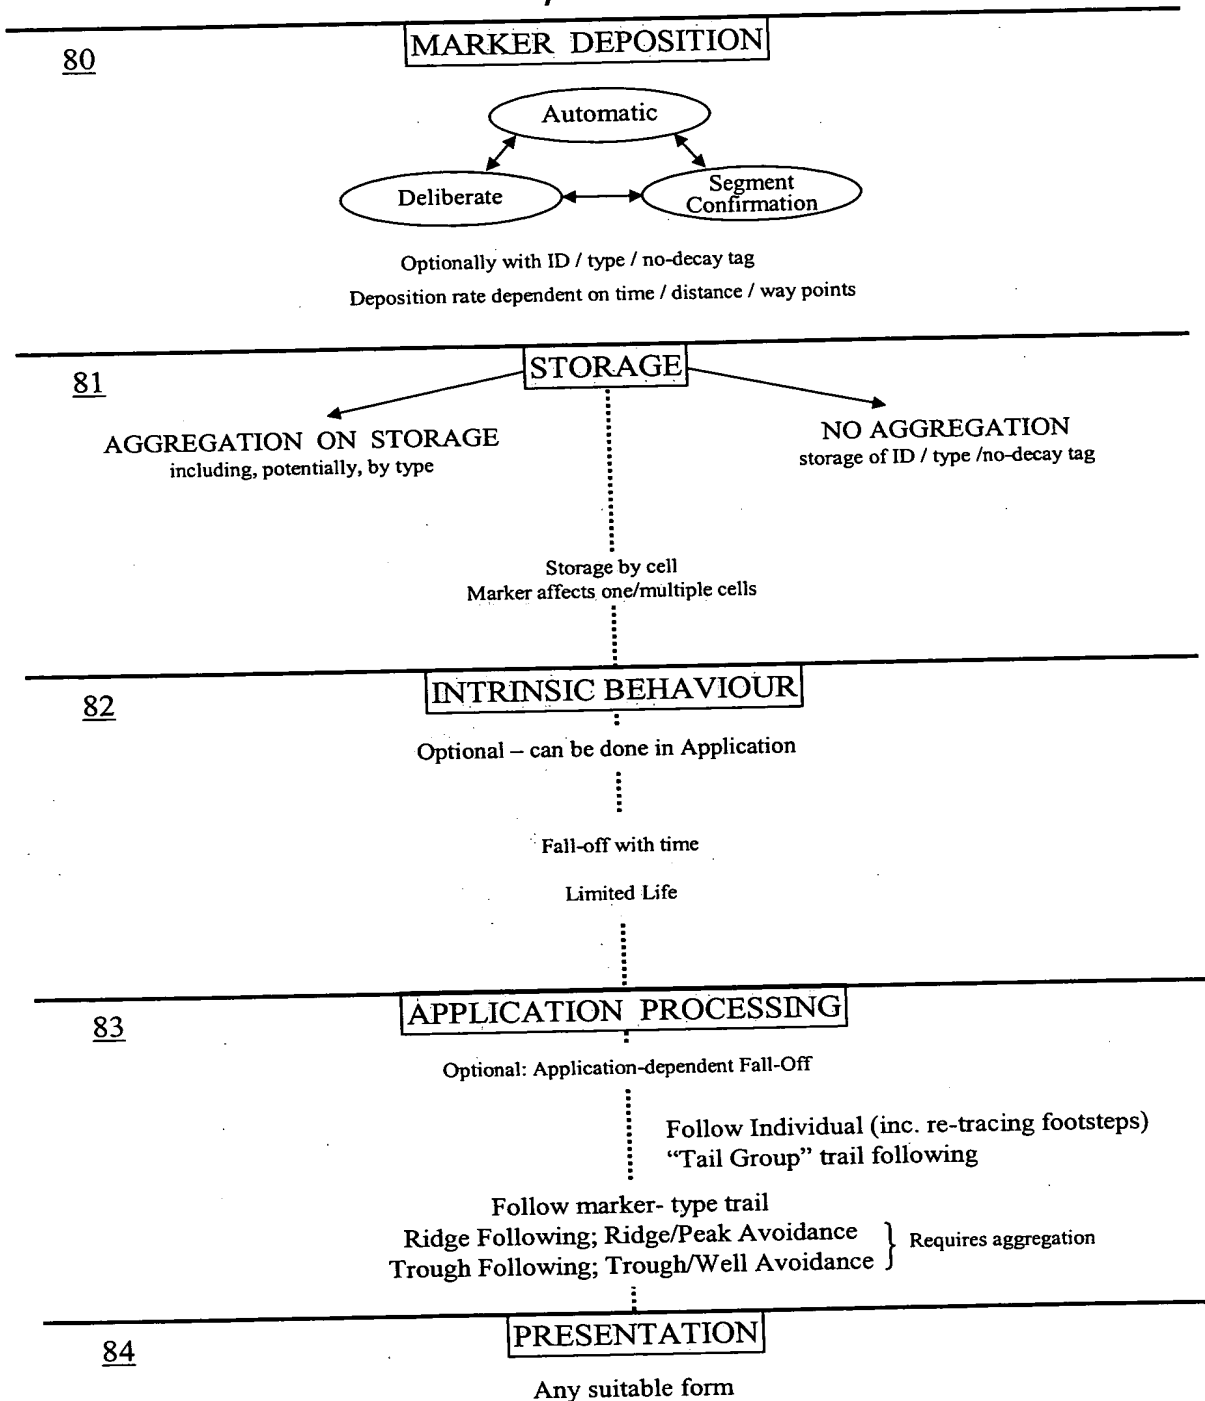 80
MARKER DEPOSITION
Automatic
Deliberate
Segment
Confirmation
Optionally with ID / type / no-decay tag
Deposition rate dependent on time / distance / way points
81
STORAGE
AGGREGATION ON STORAGE
including, potentially, by type
NO AGGREGATION
storage of ID / type /no-decay tag
Storage by cell
Marker affects one/multiple cells
82
INTRINSIC BEHAVIOUR
Optional – can be done in Application
Fall-off with time
Limited Life
83
APPLICATION PROCESSING
Optional: Application-dependent Fall-Off
Follow Individual (inc. re-tracing footsteps)
“Tail Group” trail following
Follow marker- type trail
Ridge Following; Ridge/Peak Avoidance
Trough Following; Trough/Well Avoidance
Requires aggregation
84
PRESENTATION
Any suitable form